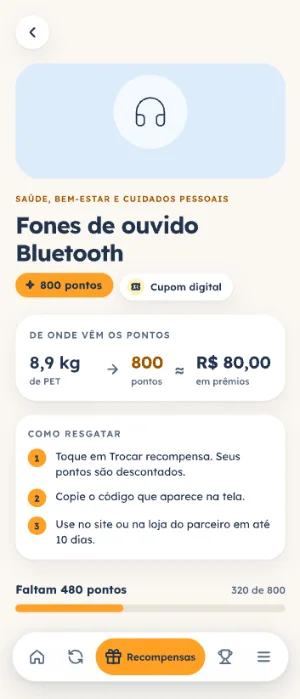 SAÚDE, BEM-ESTAR E CUIDADOS PESSOAIS
Fones de ouvido
Bluetooth
800 pontos
Cupom digital
DE ONDE VÊM OS PONTOS
8,9 kg → 800 ≈ R$ 80,00
de PET pontos em prêmios
COMO RESGATAR
1 Toque em Trocar recompensa. Seus
pontos são descontados.
2 Copie o código que aparece na tela.
3 Use no site ou na loja do parceiro em até
10 dias.
Faltam 480 pontos 320 de 800
Recompensas